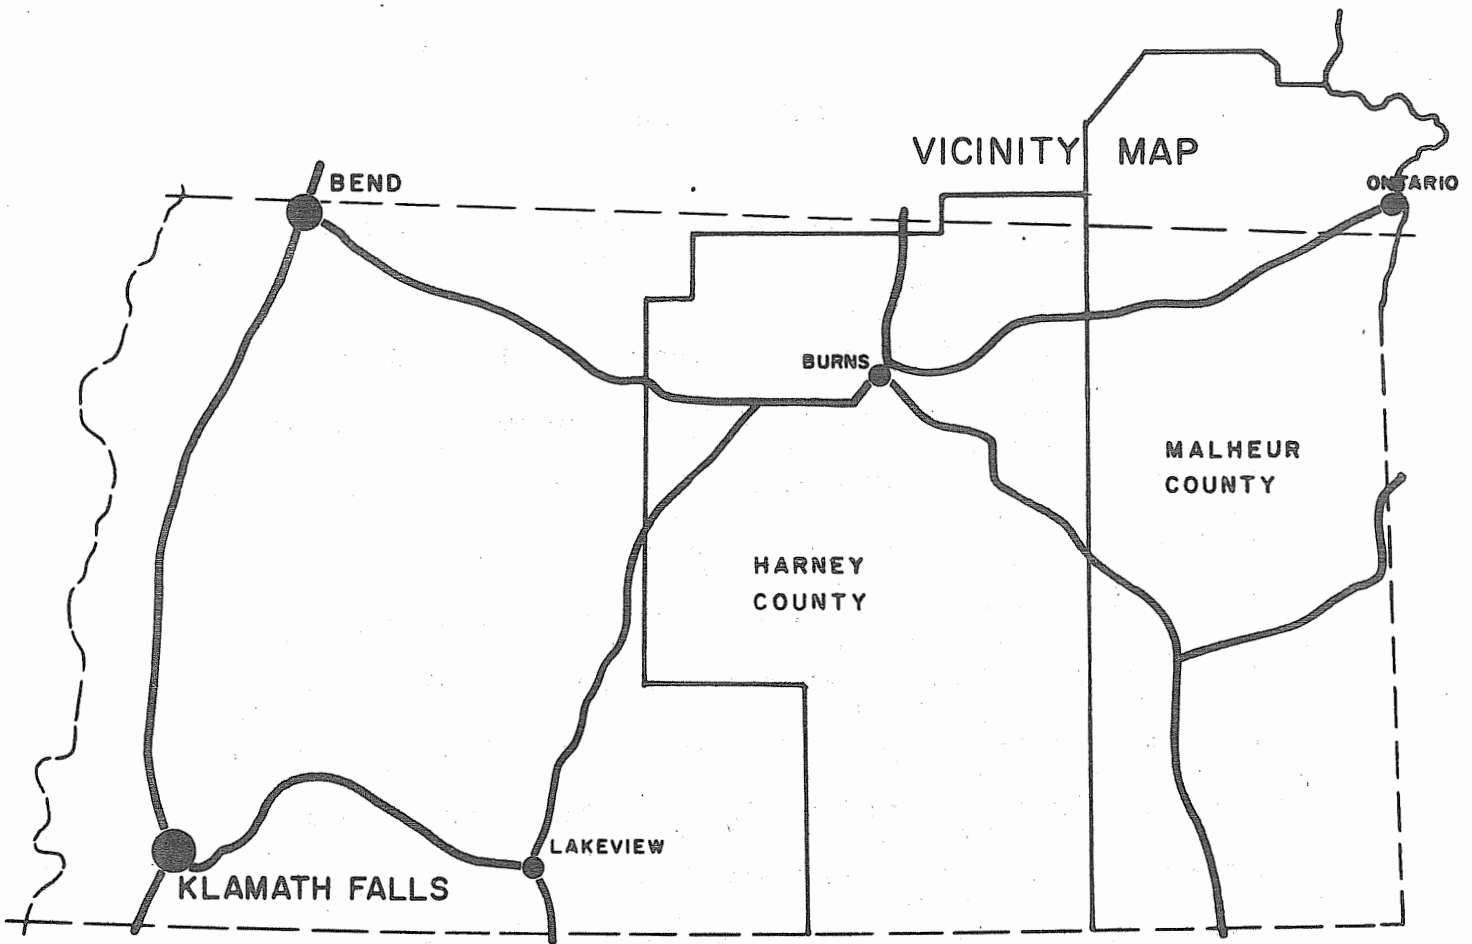 VICINITY MAP
BEND
ONTARIO
BURNS
MALHEUR
COUNTY
HARNEY
COUNTY
LAKEVIEW
KLAMATH FALLS